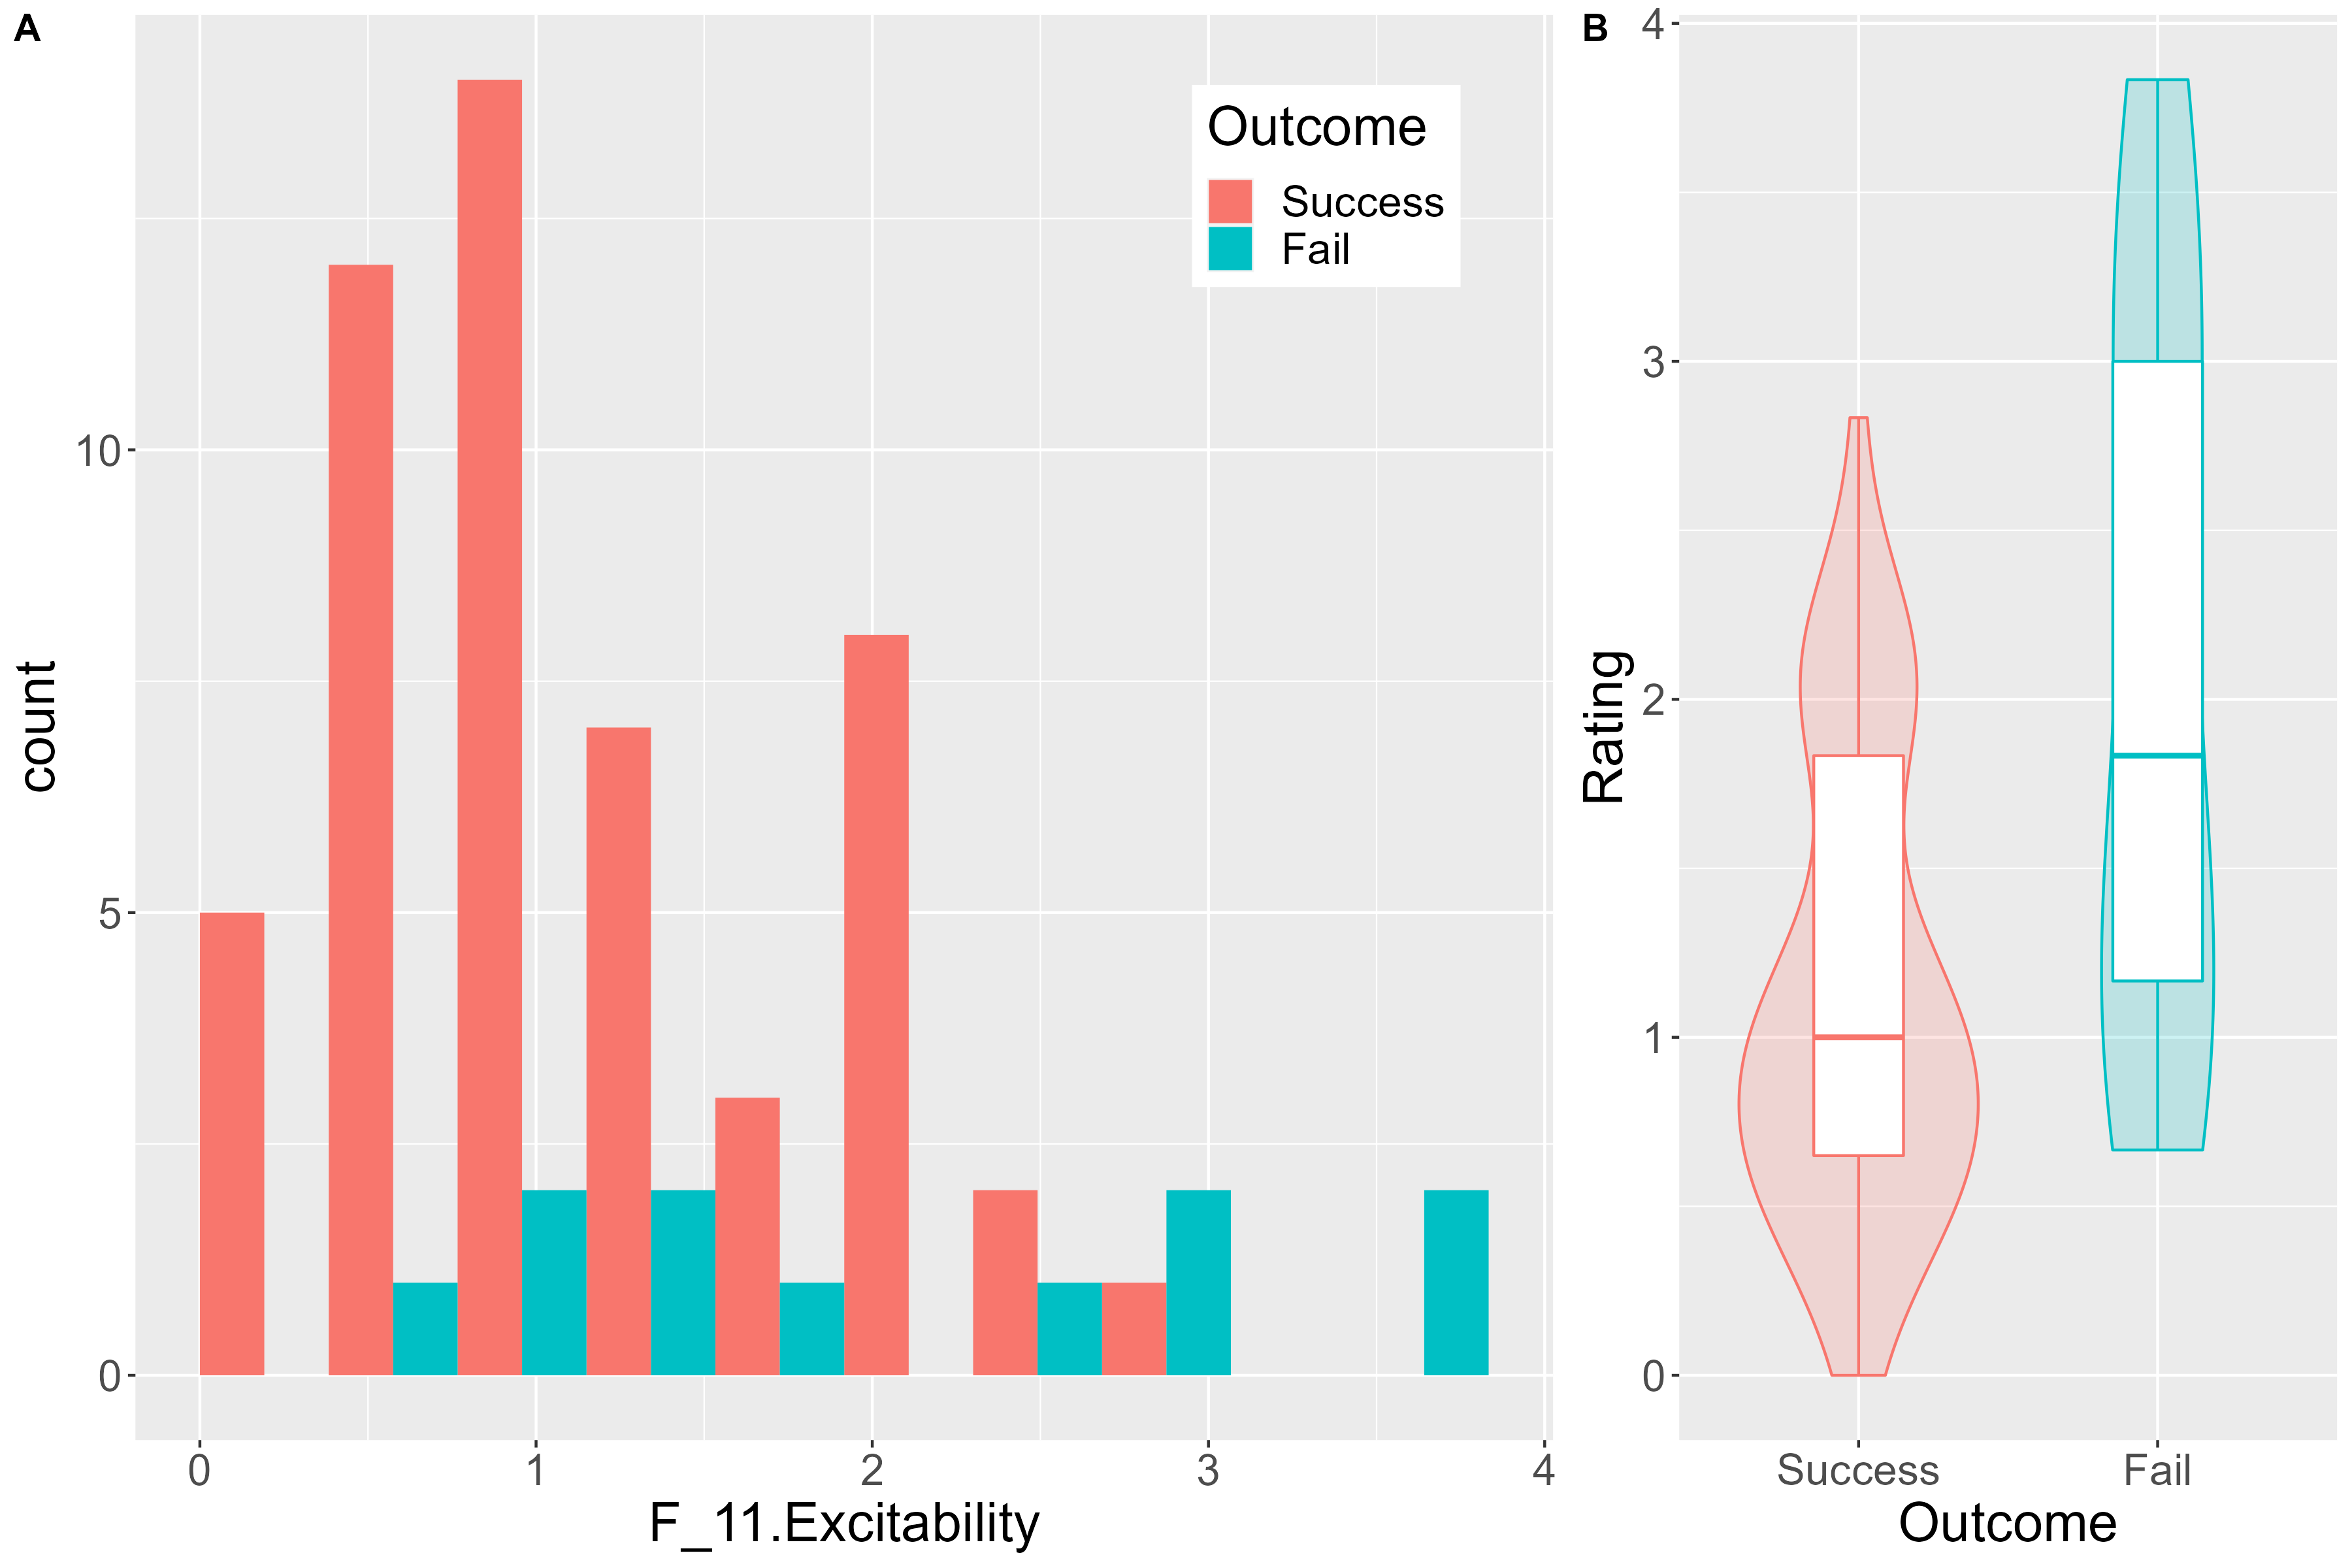 A
count
10
5
0
0 1 2 3 4
F_11.Excitability
Outcome
Success
Fail
B
Rating
4
3
2
1
0
Success Fail
Outcome